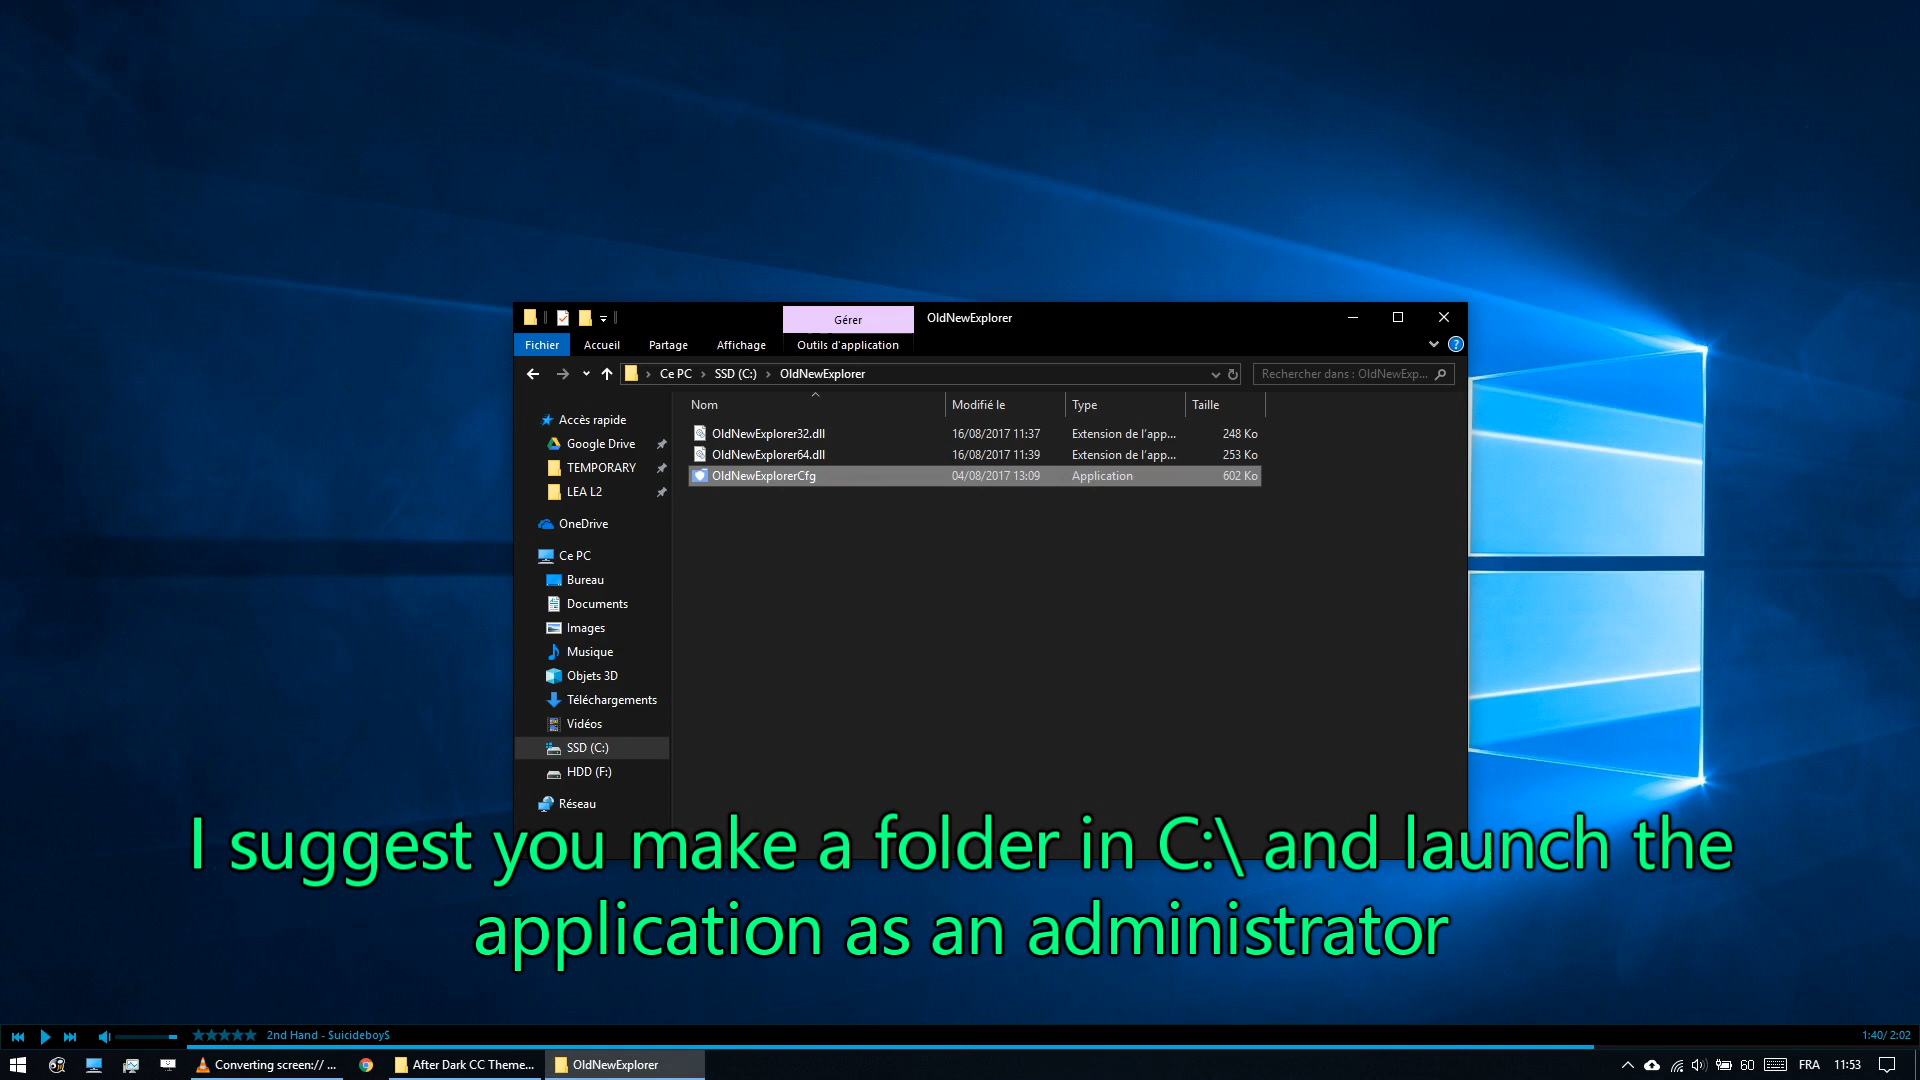 Gérer
OldNewExplorer
Fichier
Accueil
Partage
Affichage
Outils d'application
?
Ce PC
SSD (C:)
OldNewExplorer
Rechercher dans : OldNewExp...
Nom
Modifié le
Type
Taille
Accès rapide
Google Drive
TEMPORARY
LEA L2
OneDrive
Ce PC
Bureau
Documents
Images
Musique
Objets 3D
Téléchargements
Vidéos
SSD (C:)
HDD (F:)
Réseau
OldNewExplorer32.dll 16/08/2017 11:37 Extension de l'app... 248 Ko
OldNewExplorer64.dll 16/08/2017 11:39 Extension de l'app... 253 Ko
OldNewExplorerCfg 04/08/2017 13:09 Application 602 Ko
I suggest you make a folder in C:\ and launch the
application as an administrator
2nd Hand - $uicideboy$
1:40/ 2:02
Converting screen:// ...
After Dark CC Theme...
OldNewExplorer
60
FRA
11:53